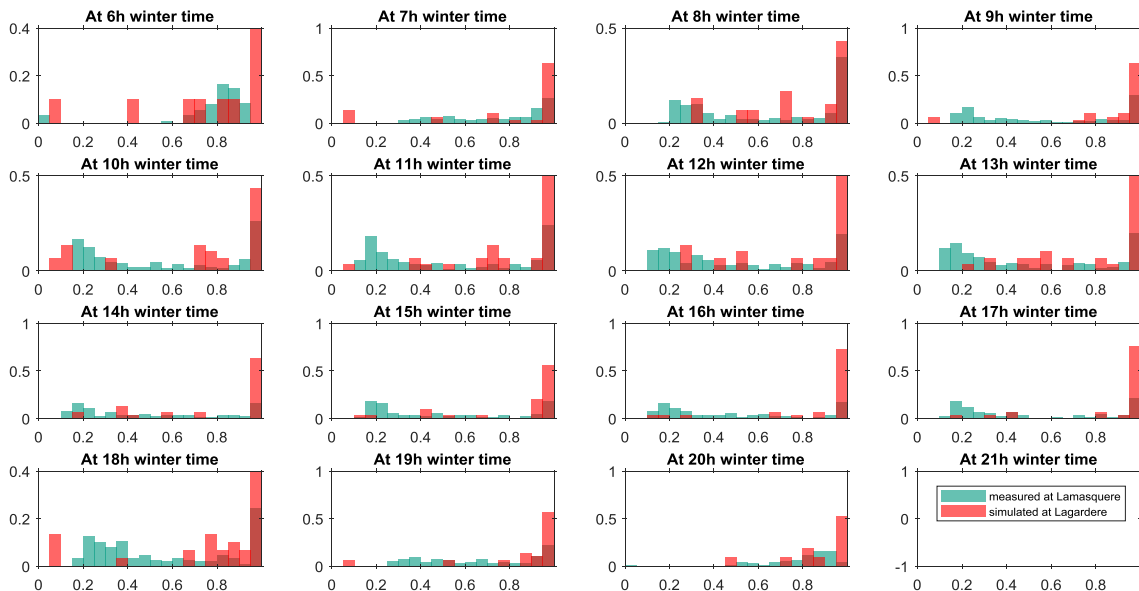 At 6h winter time At 7h winter time At 8h winter time At 9h winter time
0.4 1 0.5 1
0.2 0.5 0.5
0 0 0 0
0 0.2 0.4 0.6 0.8 0 0.2 0.4 0.6 0.8 0 0.2 0.4 0.6 0.8 0 0.2 0.4 0.6 0.8
At 10h winter time At 11h winter time At 12h winter time At 13h winter time
0.5 0.5 0.5 0.5
0 0 0 0
0 0.2 0.4 0.6 0.8 0 0.2 0.4 0.6 0.8 0 0.2 0.4 0.6 0.8 0 0.2 0.4 0.6 0.8
At 14h winter time At 15h winter time At 16h winter time At 17h winter time
1 1 1 1
0.5 0.5 0.5 0.5
0 0 0 0
0 0.2 0.4 0.6 0.8 0 0.2 0.4 0.6 0.8 0 0.2 0.4 0.6 0.8 0 0.2 0.4 0.6 0.8
At 18h winter time At 19h winter time At 20h winter time At 21h winter time
0.4 1 1 1
measured at Lamasquere
0.2 0.5 0.5 0
simulated at Lagardere
0 0 0 -1
0 0.2 0.4 0.6 0.8 0 0.2 0.4 0.6 0.8 0 0.2 0.4 0.6 0.8 0 0.2 0.4 0.6 0.8